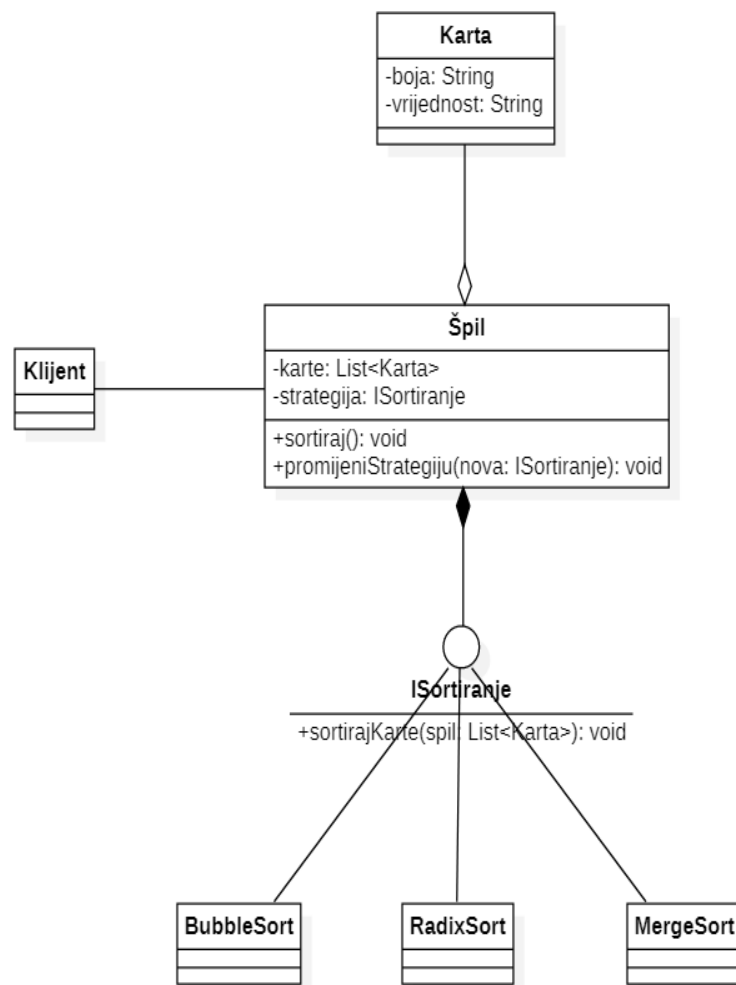 Karta
-boja: String
-vrijednost: String
Špil
-karte: List<Karta>
-strategija: ISortiranje
+sortiraj(): void
+promijeniStrategiju(nova: ISortiranje): void
Klijent
ISortiranje
+sortirajKarte(spil: List<Karta>): void
BubbleSort
RadixSort
MergeSort